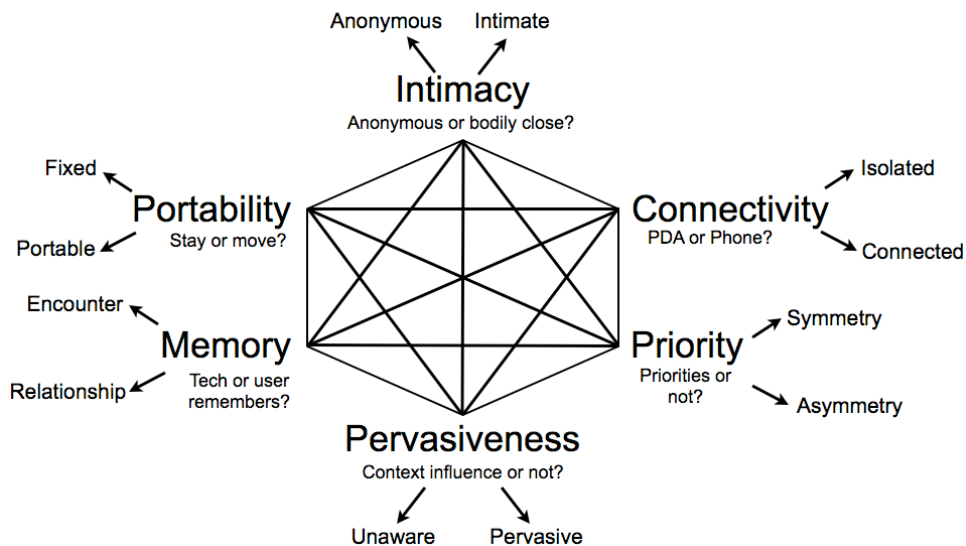 Anonymous
Intimate
Intimacy
Anonymous or bodily close?
Fixed
Portability
Stay or move?
Portable
Isolated
Connectivity
PDA or Phone?
Connected
Encounter
Memory
Tech or user
remembers?
Relationship
Symmetry
Priority
Priorities or
not?
Asymmetry
Pervasiveness
Context influence or not?
Unaware
Pervasive